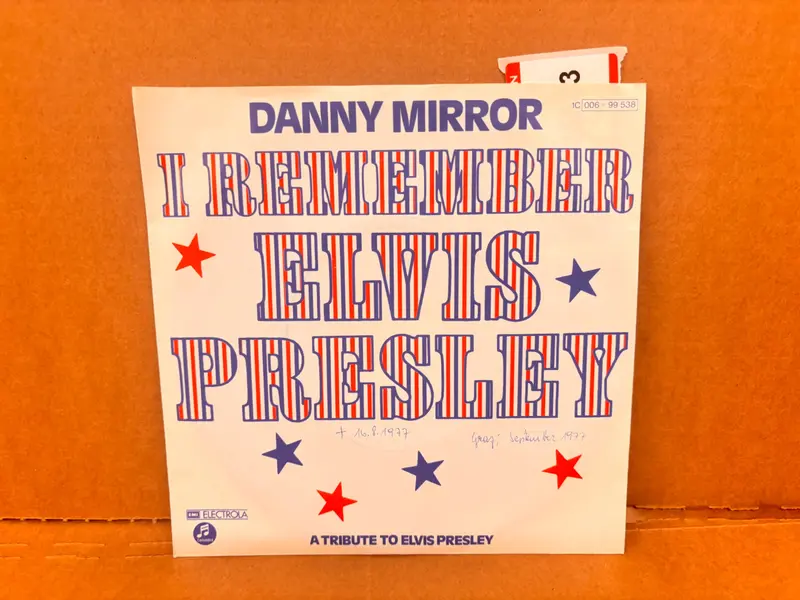 3
DANNY MIRROR
1C 006-99 538
I REMEMBER
ELVIS
PRESLEY
+ 16.8.1977
Graz, September 1977
EMI ELECTROLA
A TRIBUTE TO ELVIS PRESLEY